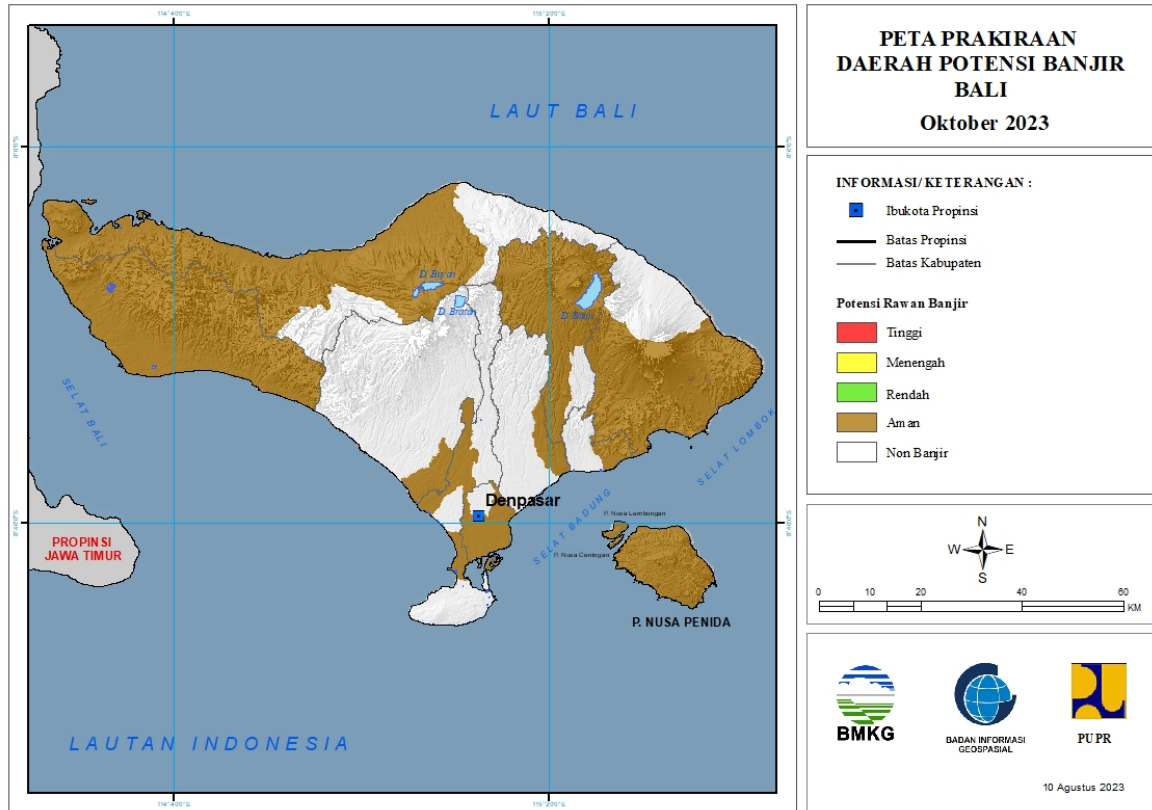 PETA PRAKIRAAN
DAERAH POTENSI BANJIR
BALI
Oktober 2023
INFORMASI/KETERANGAN :
Ibukota Propinsi
Batas Propinsi
Batas Kabupaten
Potensi Rawan Banjir
Tinggi
Menengah
Rendah
Aman
Non Banjir
N
W E
S
0 10 20 40 60
KM
BMKG
BADAN INFORMASI
GEOSPASIAL
PUPR
10 Agustus 2023
114°40'0"E
LAUT BALI
D. Buyan
D. Bratan
D. Batur
SELAT BALI
SELAT LOMBOK
SELAT BADUNG
Denpasar
P. Nusa Lembongan
P. Nusa Ceningan
P. NUSA PENIDA
PROPINSI
JAWA TIMUR
LAUTAN INDONESIA